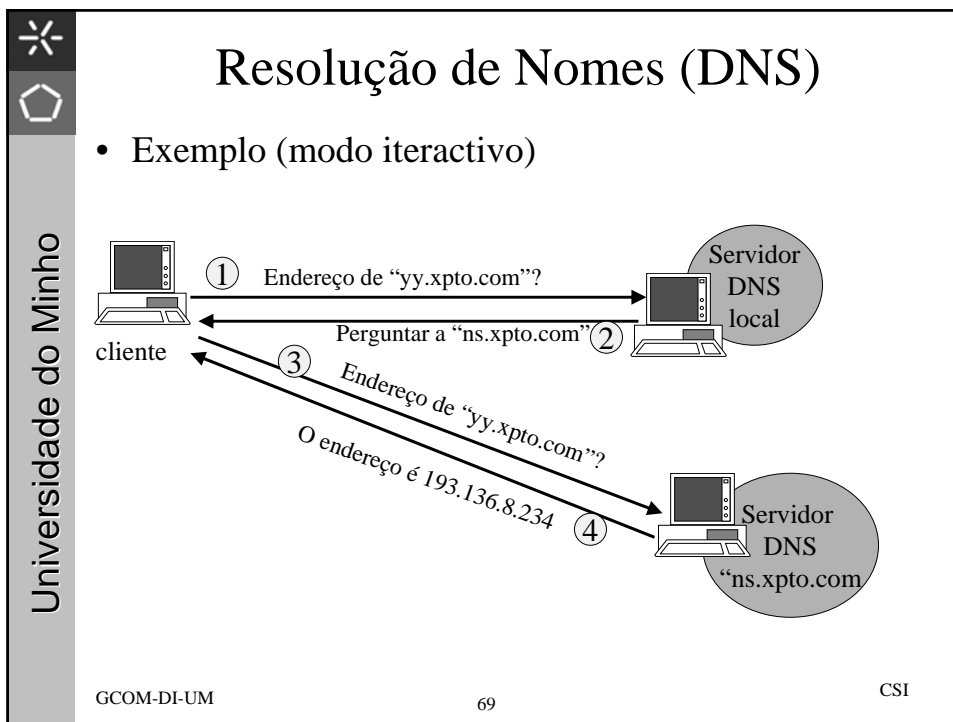 Universidade do Minho
Resolução de Nomes (DNS)
• Exemplo (modo iteractivo)
1
Endereço de “yy.xpto.com”?
Perguntar a “ns.xpto.com”
2
cliente
Servidor
DNS
local
3
Endereço de “yy.xpto.com”?
O endereço é 193.136.8.234
4
Servidor
DNS
“ns.xpto.com
GCOM-DI-UM
69
CSI